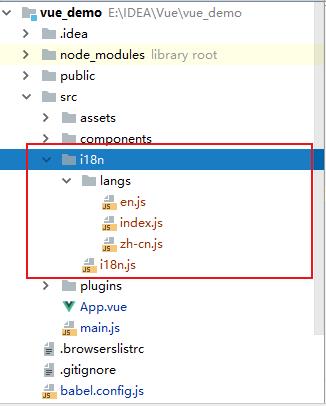 vue_demo E:\IDEA\Vue\vue_demo
.idea
node_modules library root
public
src
assets
components
i18n
langs
en.js
index.js
zh-cn.js
i18n.js
plugins
App.vue
main.js
.browserslistrc
.gitignore
babel.config.js